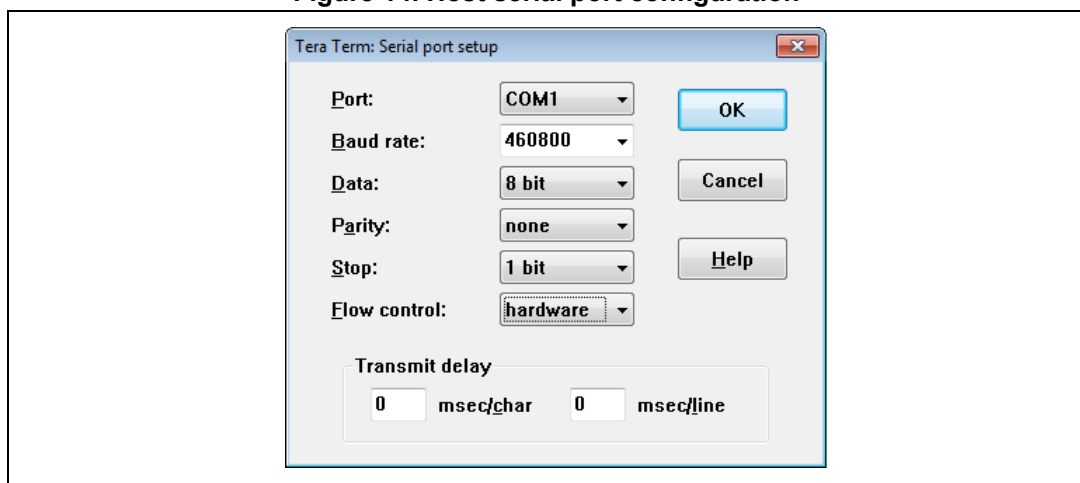 Tera Term: Serial port setup
Port: COM1
OK
Baud rate: 460800
Data: 8 bit
Cancel
Parity: none
Stop: 1 bit
Help
Flow control: hardware
Transmit delay
0 msec/char 0 msec/line